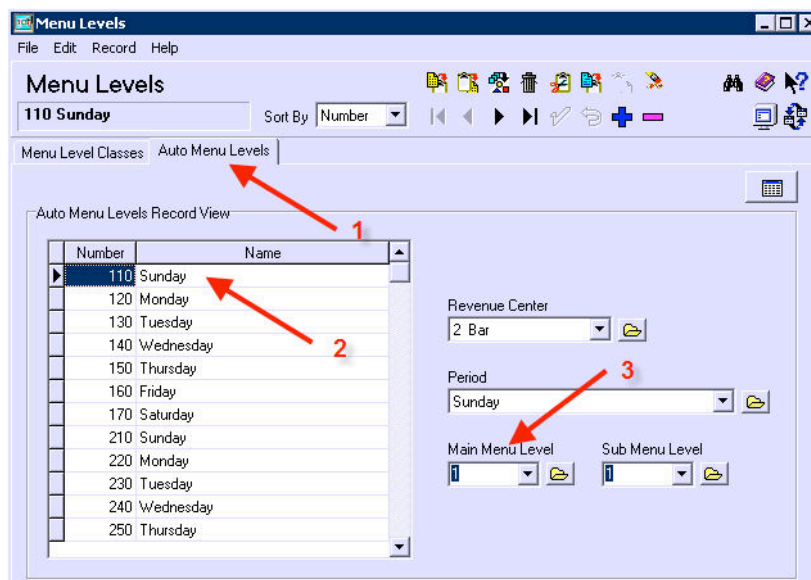 Menu Levels
File Edit Record Help
Menu Levels
110 Sunday
Sort By Number
Menu Level Classes Auto Menu Levels
1
Auto Menu Levels Record View
Number Name
110 Sunday
120 Monday
130 Tuesday
140 Wednesday
150 Thursday
160 Friday
170 Saturday
210 Sunday
220 Monday
230 Tuesday
240 Wednesday
250 Thursday
2
Revenue Center
2 Bar
3
Period
Sunday
Main Menu Level Sub Menu Level
1 1